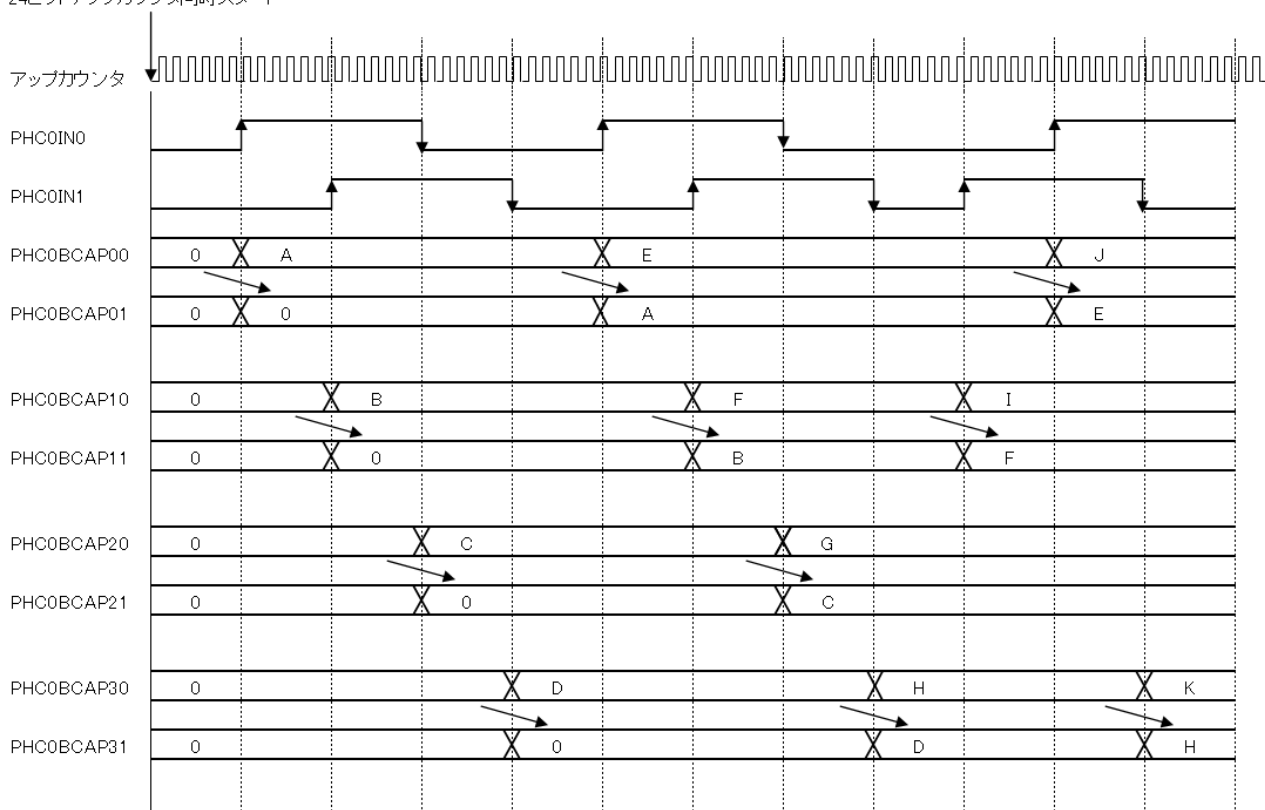 アップカウンタ
PHC0IN0
PHC0IN1
PHC0BCAP00 0 A E J
PHC0BCAP01 0 0 A E
PHC0BCAP10 0 B F I
PHC0BCAP11 0 0 B F
PHC0BCAP20 0 C G
PHC0BCAP21 0 0 C
PHC0BCAP30 0 D H K
PHC0BCAP31 0 0 D H